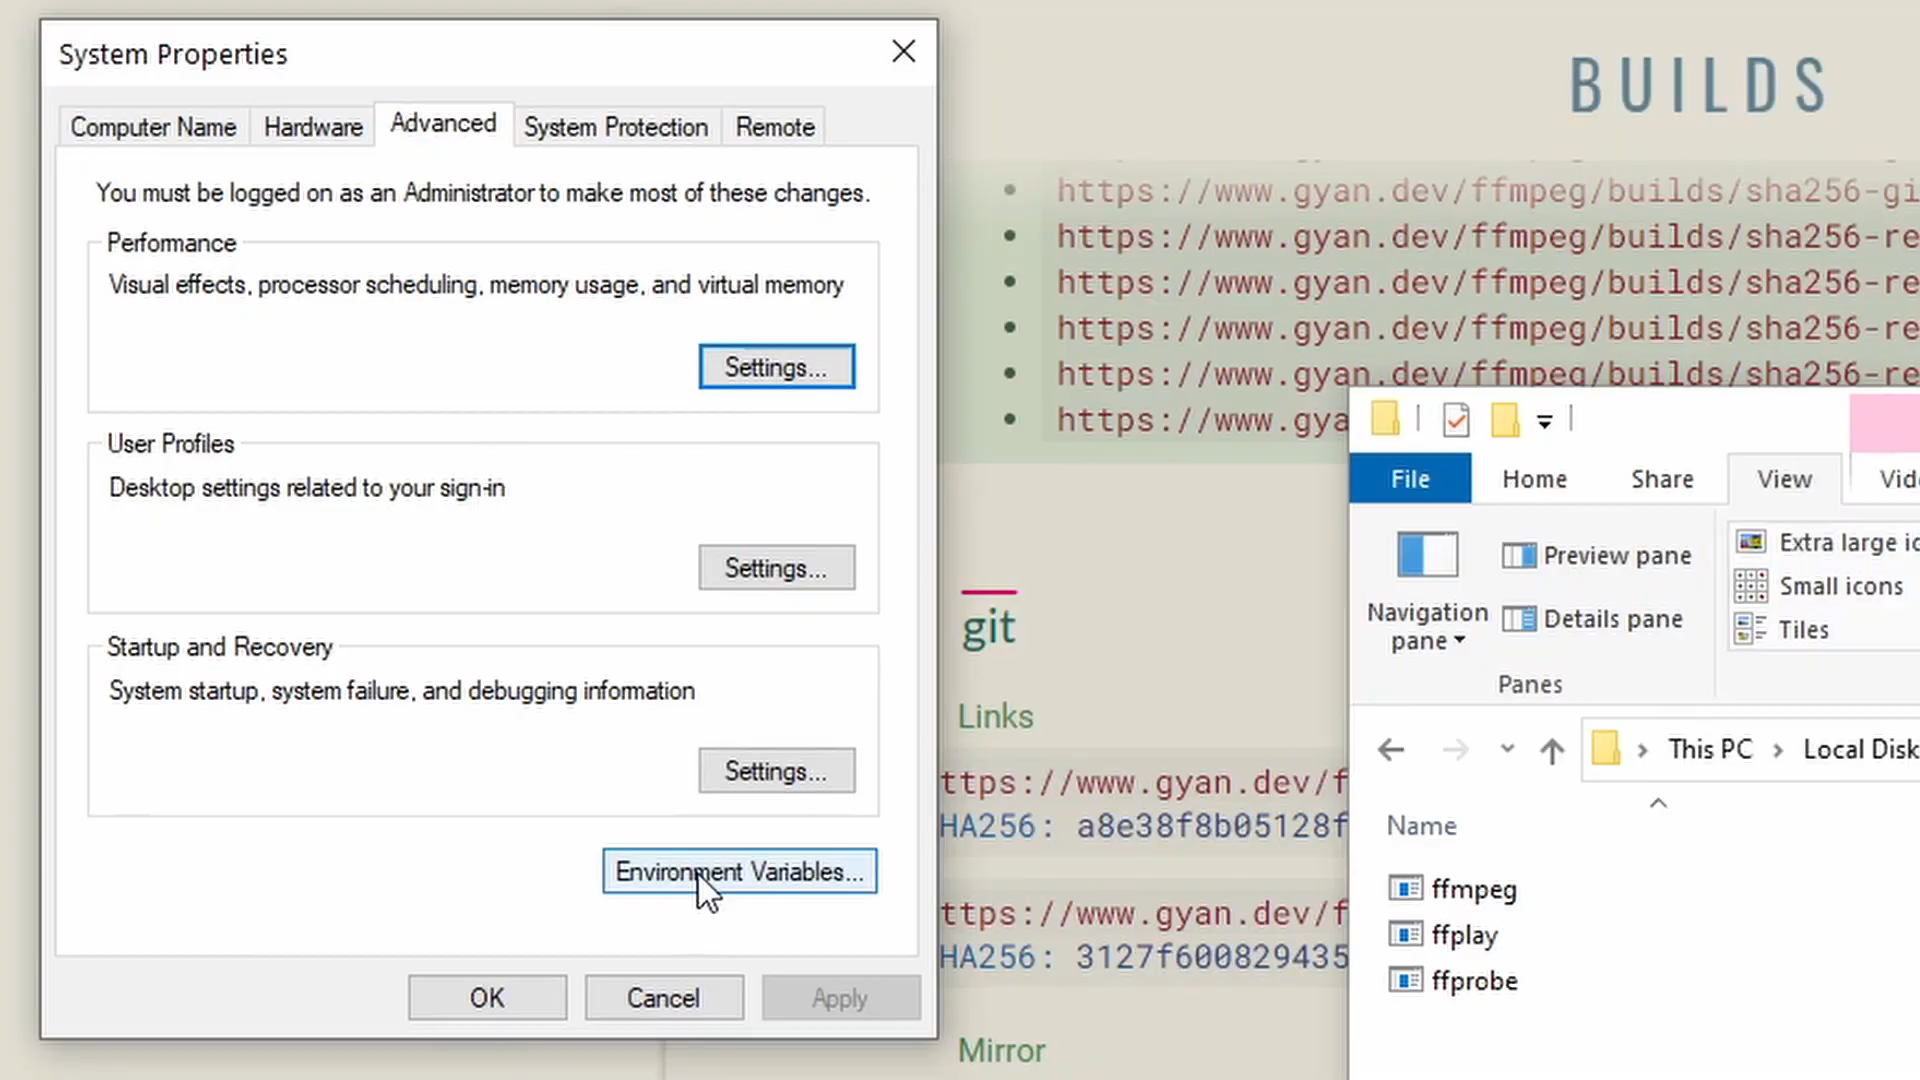 System Properties
Computer Name
Hardware
Advanced
System Protection
Remote
You must be logged on as an Administrator to make most of these changes.
Performance
Visual effects, processor scheduling, memory usage, and virtual memory
Settings...
User Profiles
Desktop settings related to your sign-in
Settings...
Startup and Recovery
System startup, system failure, and debugging information
Settings...
Environment Variables...
OK
Cancel
Apply
BUILDS
https://www.gyan.dev/ffmpeg/builds/sha256-gi
https://www.gyan.dev/ffmpeg/builds/sha256-re
https://www.gyan.dev/ffmpeg/builds/sha256-re
https://www.gyan.dev/ffmpeg/builds/sha256-re
https://www.gyan.dev/ffmpeg/builds/sha256-re
https://www.gya
git
Links
ttps://www.gyan.dev/f
HA256: a8e38f8b05128f
ttps://www.gyan.dev/f
HA256: 3127f600829435
Mirror
File
Home
Share
View
Vide
Navigation
pane
Preview pane
Details pane
Panes
Extra large ic
Small icons
Tiles
This PC
Local Disk
Name
ffmpeg
ffplay
ffprobe